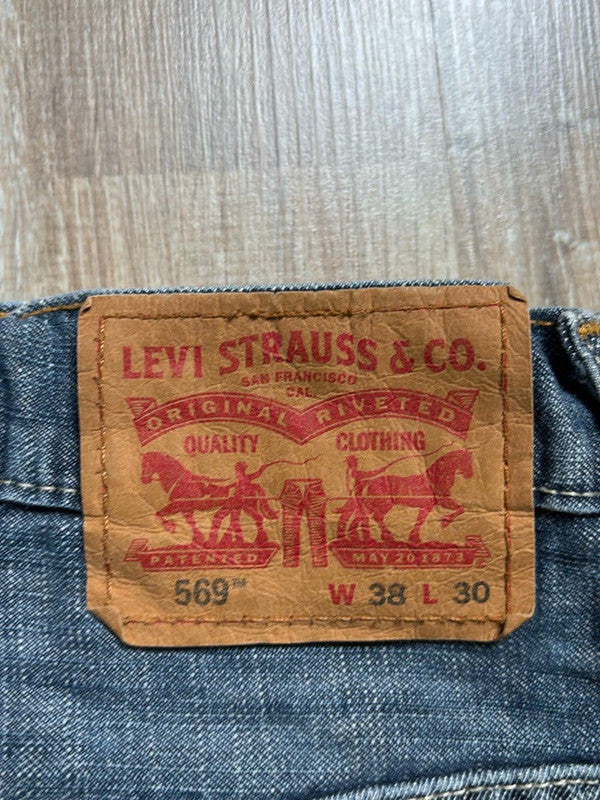 LEVI STRAUSS & CO.
SAN FRANCISCO
CAL.
ORIGINAL RIVETED
QUALITY CLOTHING
PATENTED MAY 20 1873
569™ W 38 L 30